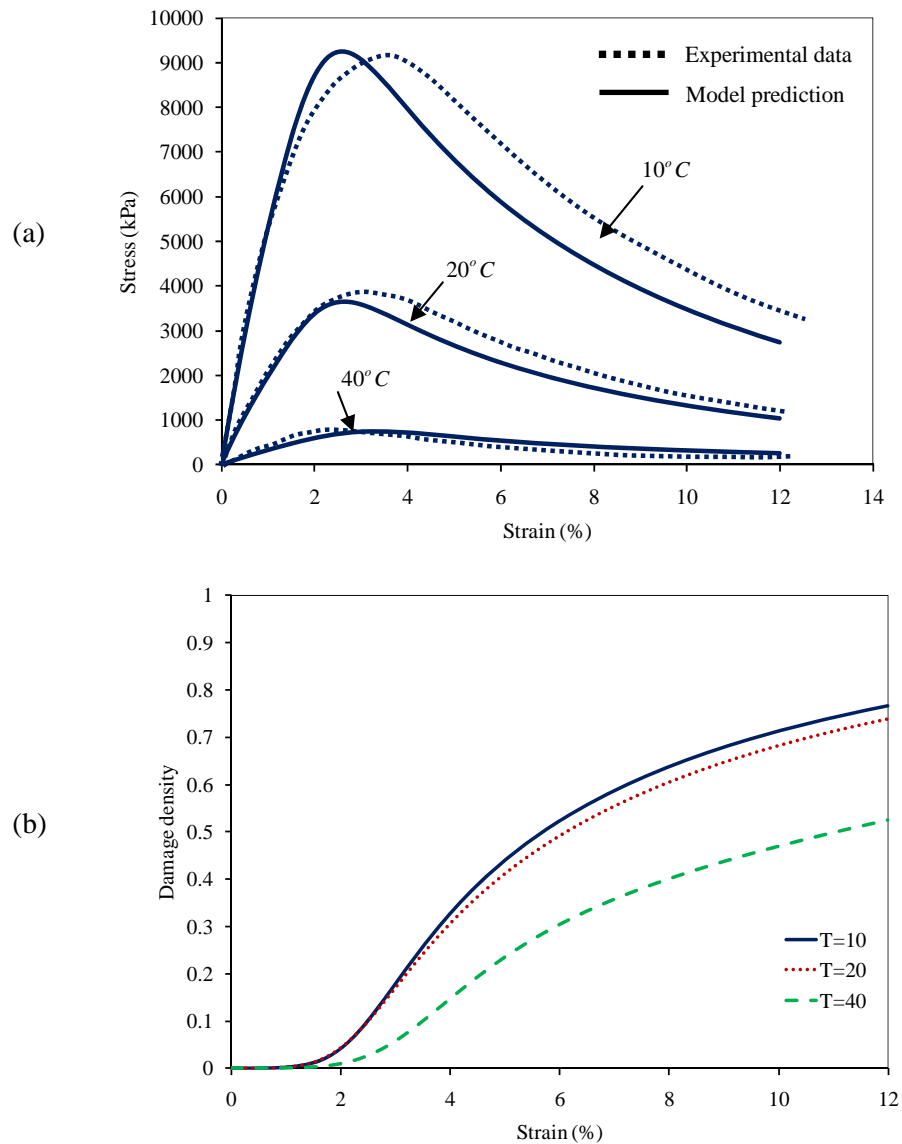 (a)
Stress (kPa)
10000
9000
8000
7000
6000
5000
4000
3000
2000
1000
0
Experimental data
Model prediction
10° C
20° C
40° C
0 2 4 6 8 10 12 14
Strain (%)
(b)
Damage density
1
0.9
0.8
0.7
0.6
0.5
0.4
0.3
0.2
0.1
0
T=10
T=20
T=40
0 2 4 6 8 10 12
Strain (%)